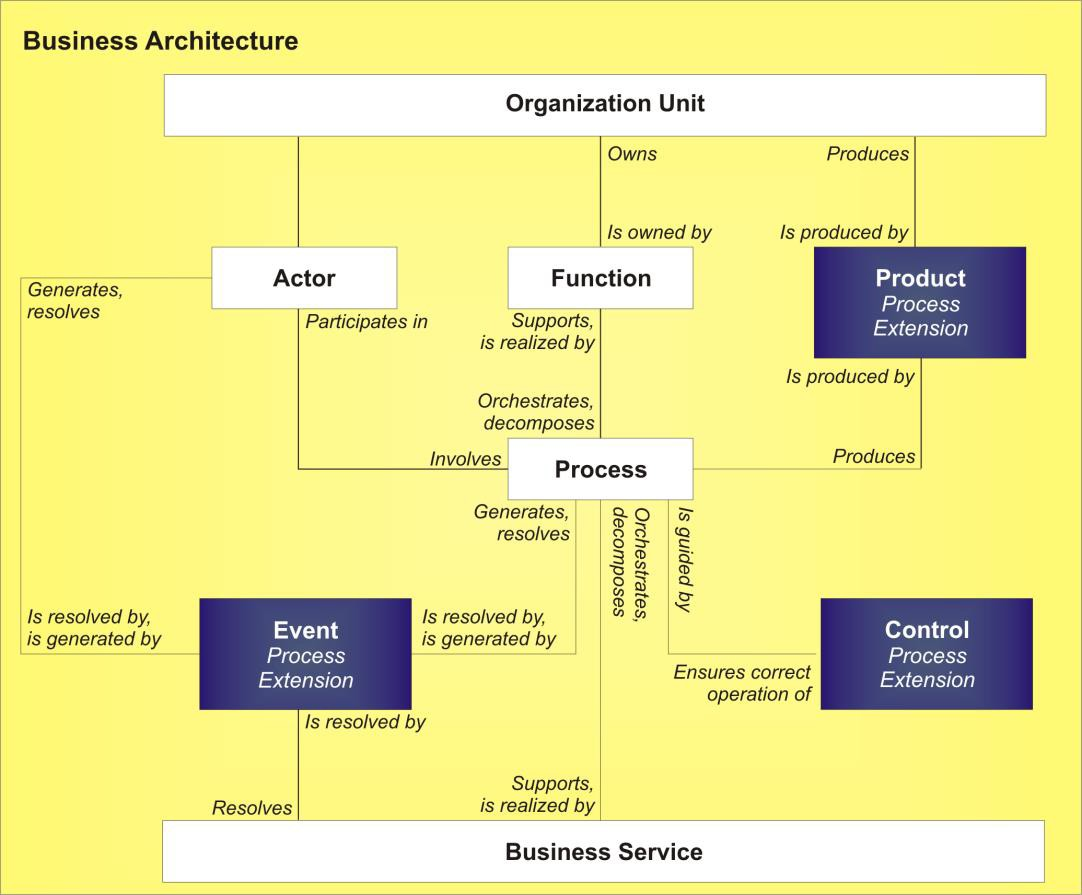 Business Architecture
Organization Unit
Owns
Produces
Is owned by
Is produced by
Actor
Function
Product
Process
Extension
Generates,
resolves
Participates in
Supports,
is realized by
Is produced by
Orchestrates,
decomposes
Involves
Process
Produces
Generates,
resolves
Orchestrates,
decomposes
Is guided by
Is resolved by,
is generated by
Event
Process
Extension
Is resolved by,
is generated by
Control
Process
Extension
Ensures correct
operation of
Is resolved by
Supports,
is realized by
Resolves
Business Service